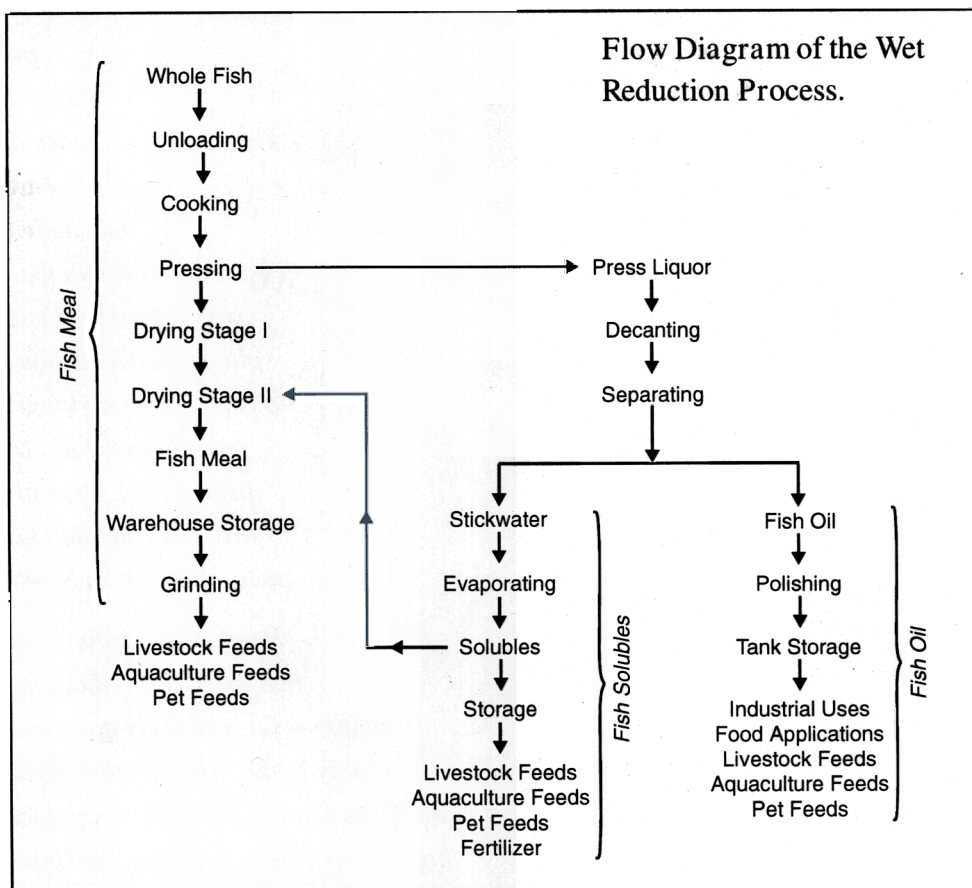 Flow Diagram of the Wet
Reduction Process.
Fish Meal
Whole Fish
Unloading
Cooking
Pressing
Drying Stage I
Drying Stage II
Fish Meal
Warehouse Storage
Grinding
Livestock Feeds
Aquaculture Feeds
Pet Feeds
Press Liquor
Decanting
Separating
Stickwater
Evaporating
Solubles
Storage
Livestock Feeds
Aquaculture Feeds
Pet Feeds
Fertilizer
Fish Solubles
Fish Oil
Polishing
Tank Storage
Industrial Uses
Food Applications
Livestock Feeds
Aquaculture Feeds
Pet Feeds
Fish Oil